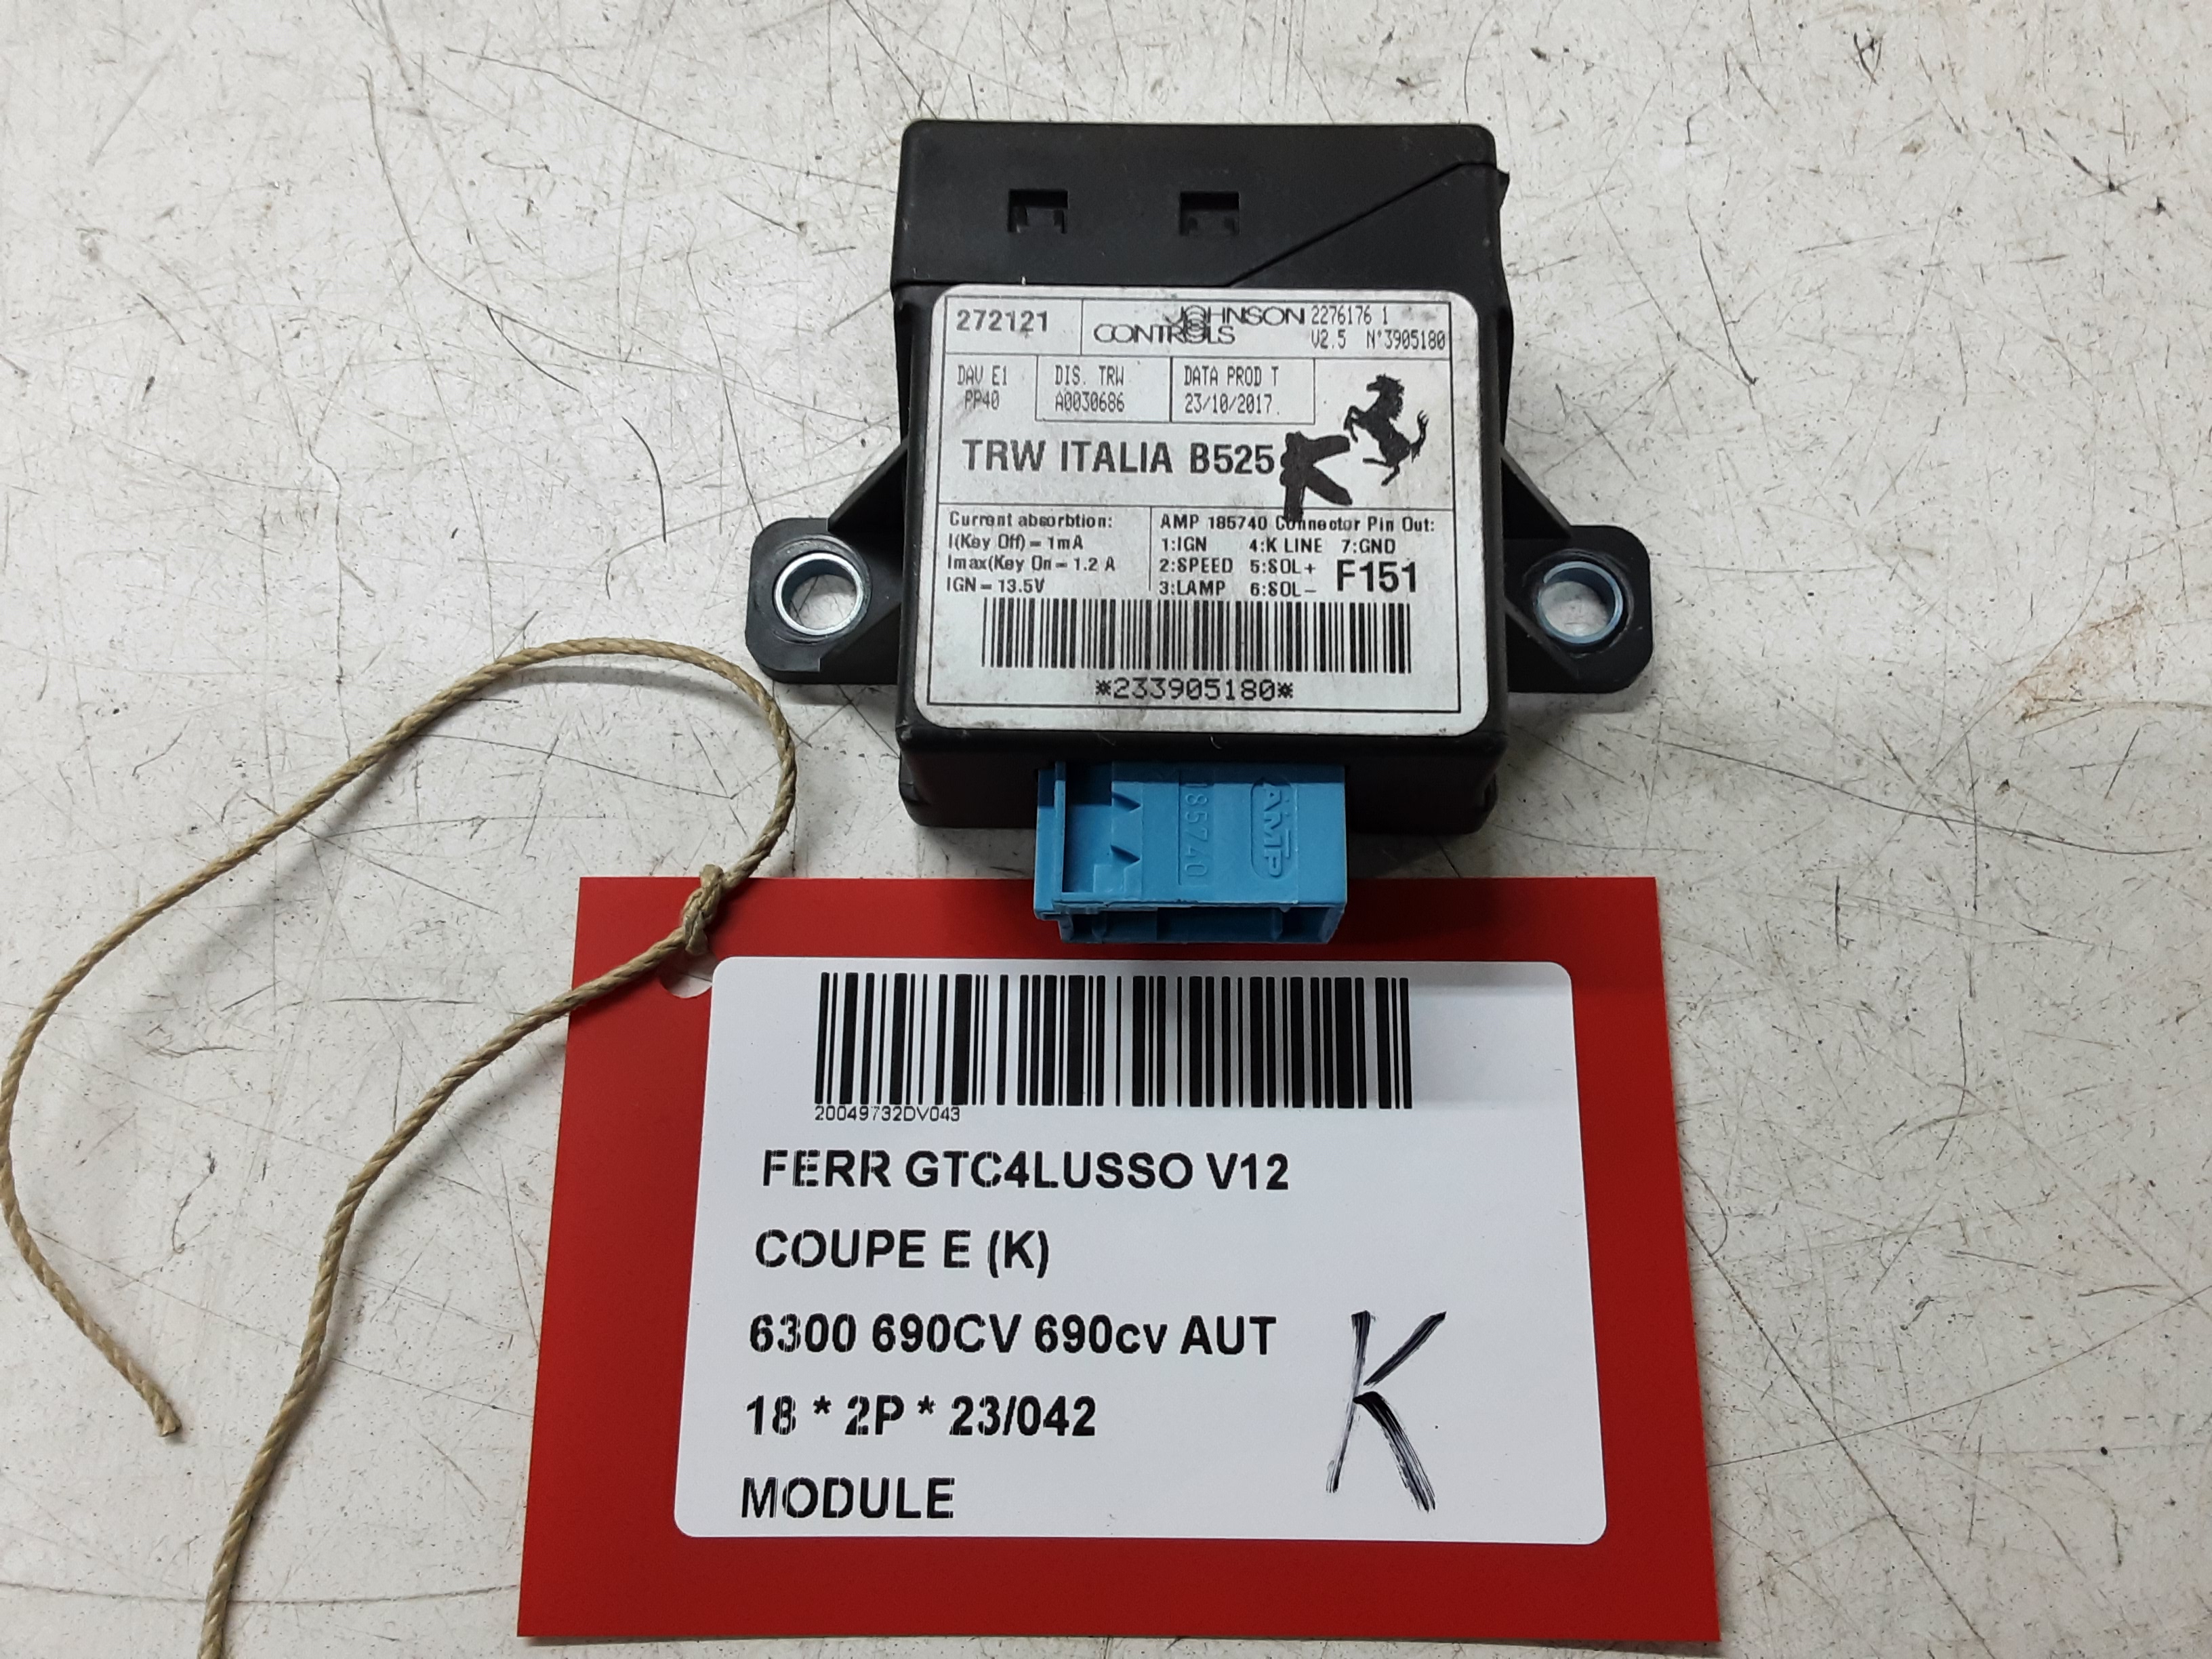 272121
JOHNSON CONTROLS
2276176 1
V2.5 N°3905180
DAV E1
PP40
DIS. TRW
A0030686
DATA PROD T
23/10/2017.
TRW ITALIA B525
K
Current absorbtion:
I(Key Off) = 1mA
Imax(Key On = 1.2 A
IGN = 13.5V
AMP 185740 Connector Pin Out:
1:IGN 4:K LINE 7:GND
2:SPEED 5:SOL+
3:LAMP 6:SOL-
F151
*233905180*
185740
AMP
20049732DV043
FERR GTC4LUSSO V12
COUPE E (K)
6300 690CV 690cv AUT
18 * 2P * 23/042
MODULE
K